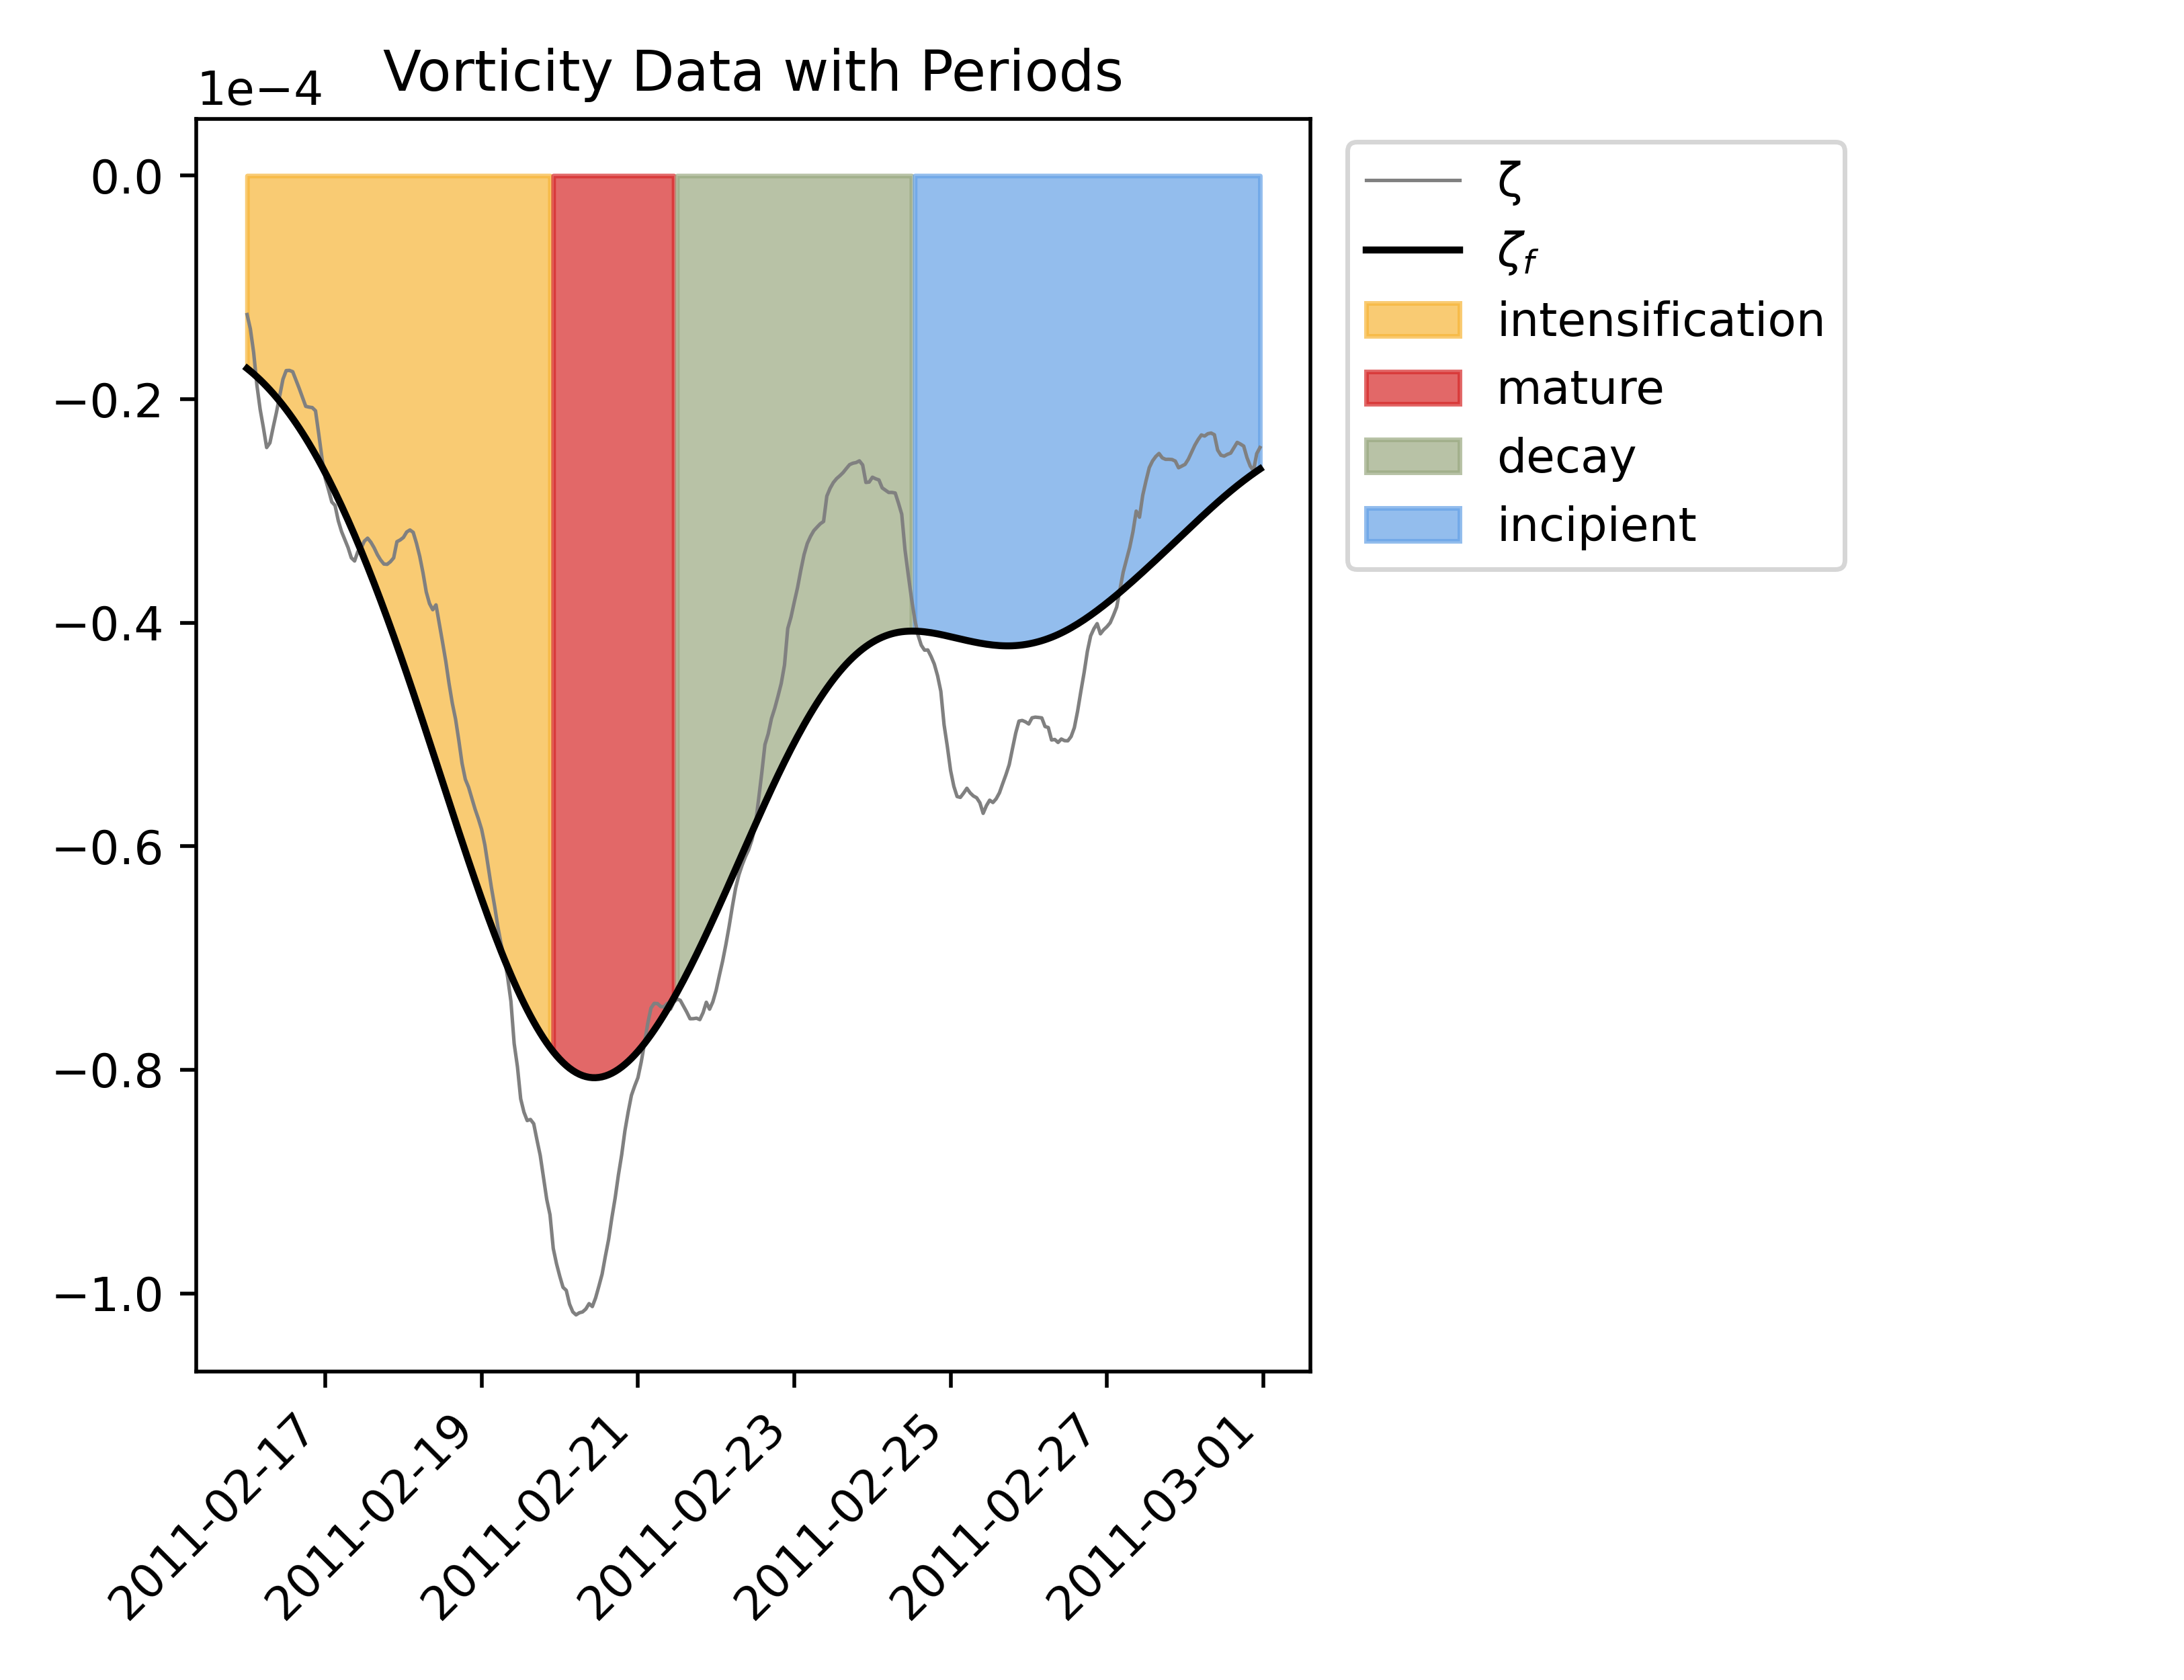 Vorticity Data with Periods
1e−4
0.0
−0.2
−0.4
−0.6
−0.8
−1.0
2011-02-17
2011-02-19
2011-02-21
2011-02-23
2011-02-25
2011-02-27
2011-03-01
ζ
ζf
intensification
mature
decay
incipient